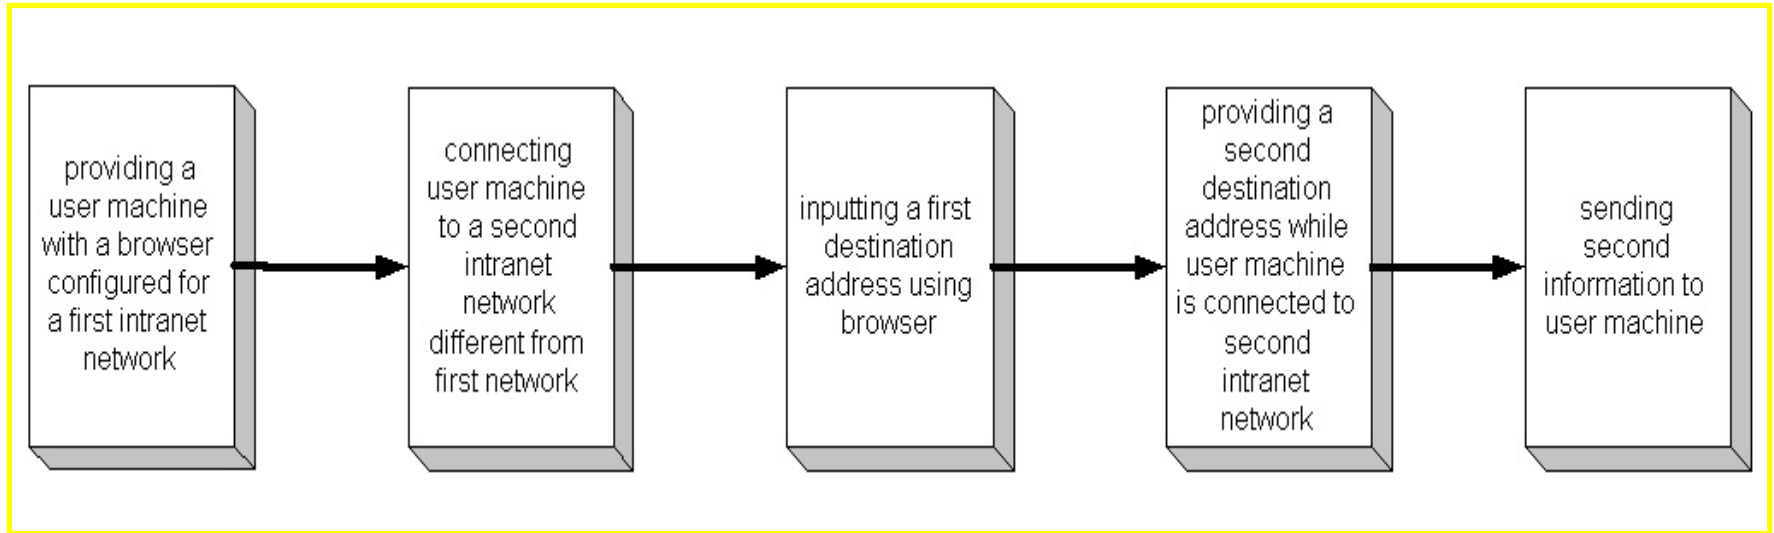 providing a
user machine
with a browser
configured for
a first intranet
network
connecting
user machine
to a second
intranet
network
different from
first network
inputting a first
destination
address using
browser
providing a
second
destination
address while
user machine
is connected to
second
intranet
network
sending
second
information to
user machine